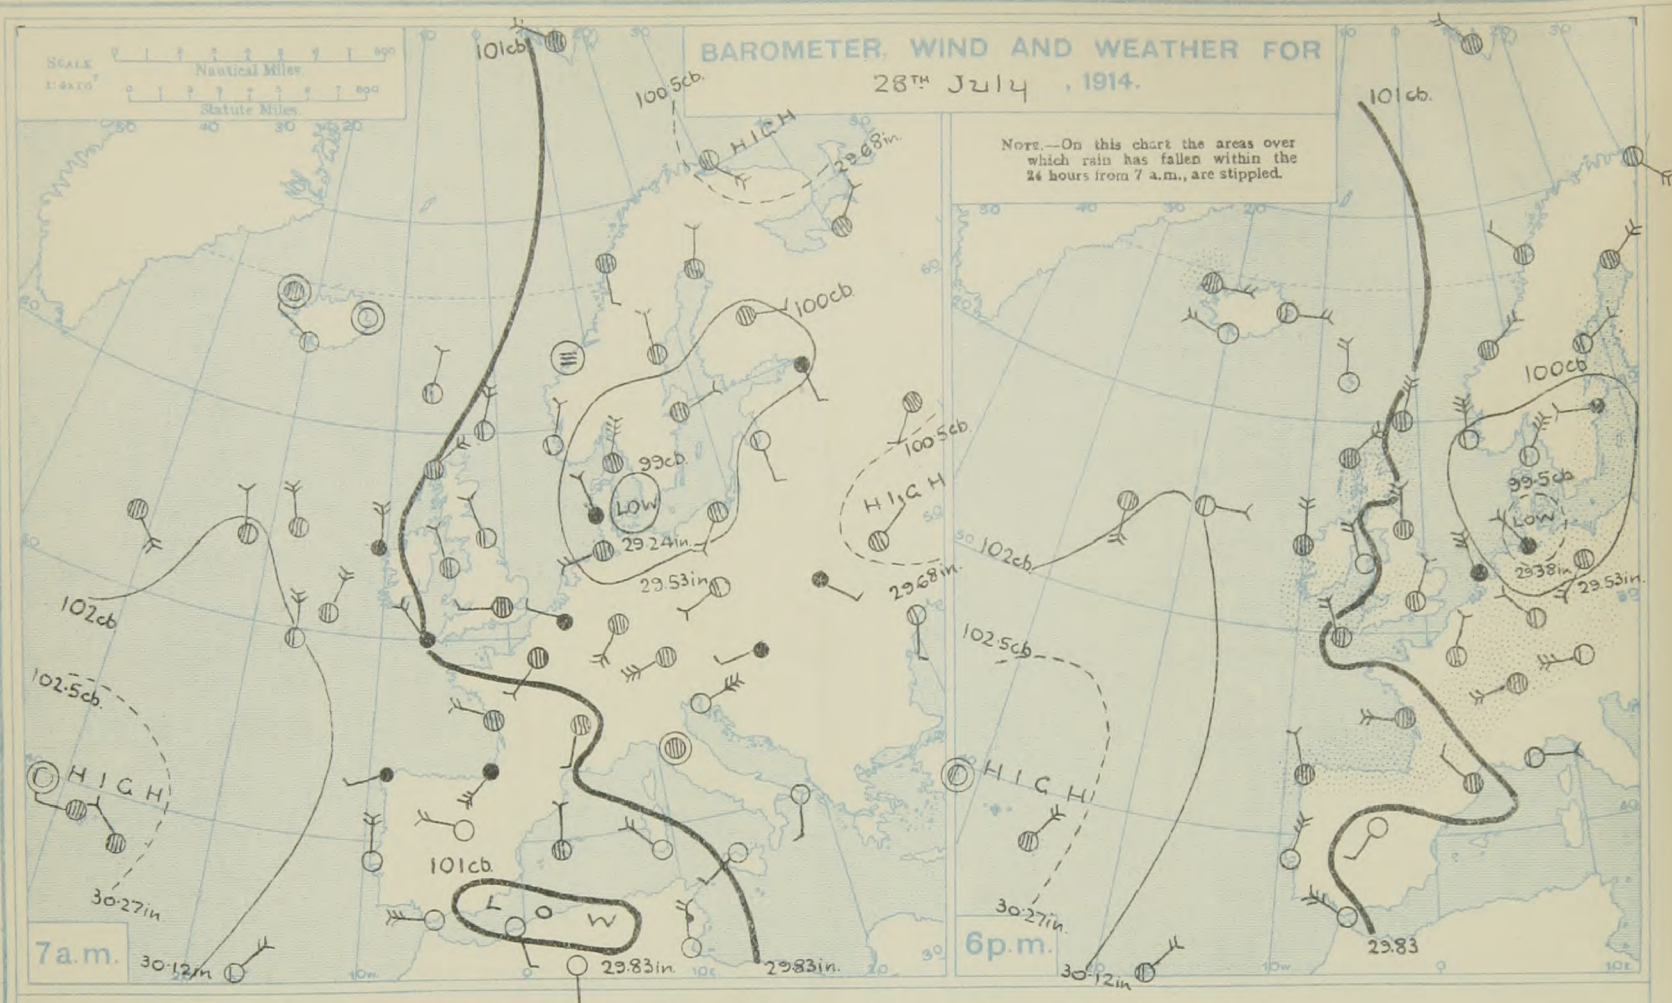 SCALE
1:4x10⁷
Nautical Miles.
Statute Miles.
BAROMETER, WIND AND WEATHER FOR
28TH July , 1914.
NOTE.—On this chart the areas over
which rain has fallen within the
24 hours from 7 a.m., are stippled.
101cb.
100.5cb.
HIGH
29.68in.
100cb.
100.5cb.
HIGH
29.68in.
99cb.
LOW
29.24in.
29.53in.
102cb
102.5cb.
HIGH
30.27in
30.12in
101cb.
LOW
29.83in.
29.83in.
7a.m.
101cb.
100cb
99.5cb
LOW
29.38in
29.53in.
102cb.
102.5cb.
HIGH
30.27in.
30.12in
29.83
6p.m.